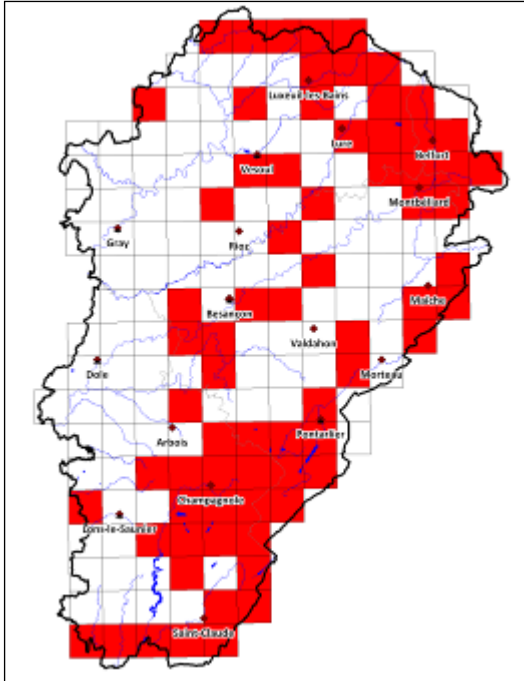 Luxeuil-les-Bains
Lure
Belfort
Vesoul
Montbéliard
Gray
Rioz
Maîche
Besançon
Valdahon
Dole
Morteau
Pontarlier
Arbois
Champagnole
Lons-le-Saunier
Saint-Claude